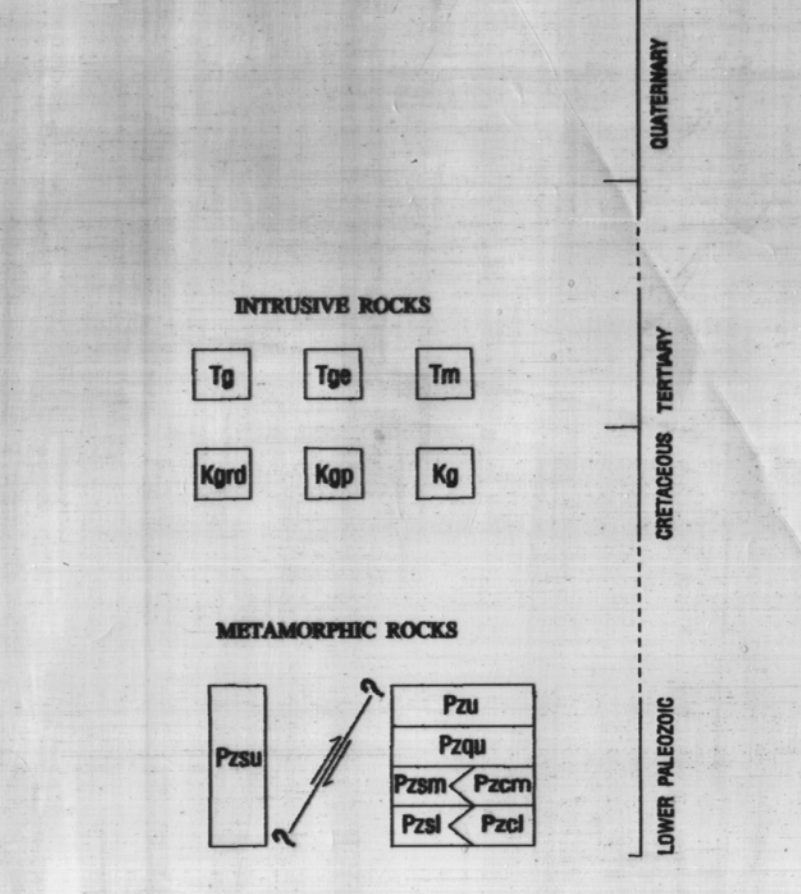 QUATERNARY
INTRUSIVE ROCKS
Tg Tge Tm
TERTIARY
Kgrd Kgp Kg
CRETACEOUS
METAMORPHIC ROCKS
?
Pzu
Pzsu
Pzqu
Pzsm Pzcm
Pzsl Pzcl
?
LOWER PALEOZOIC